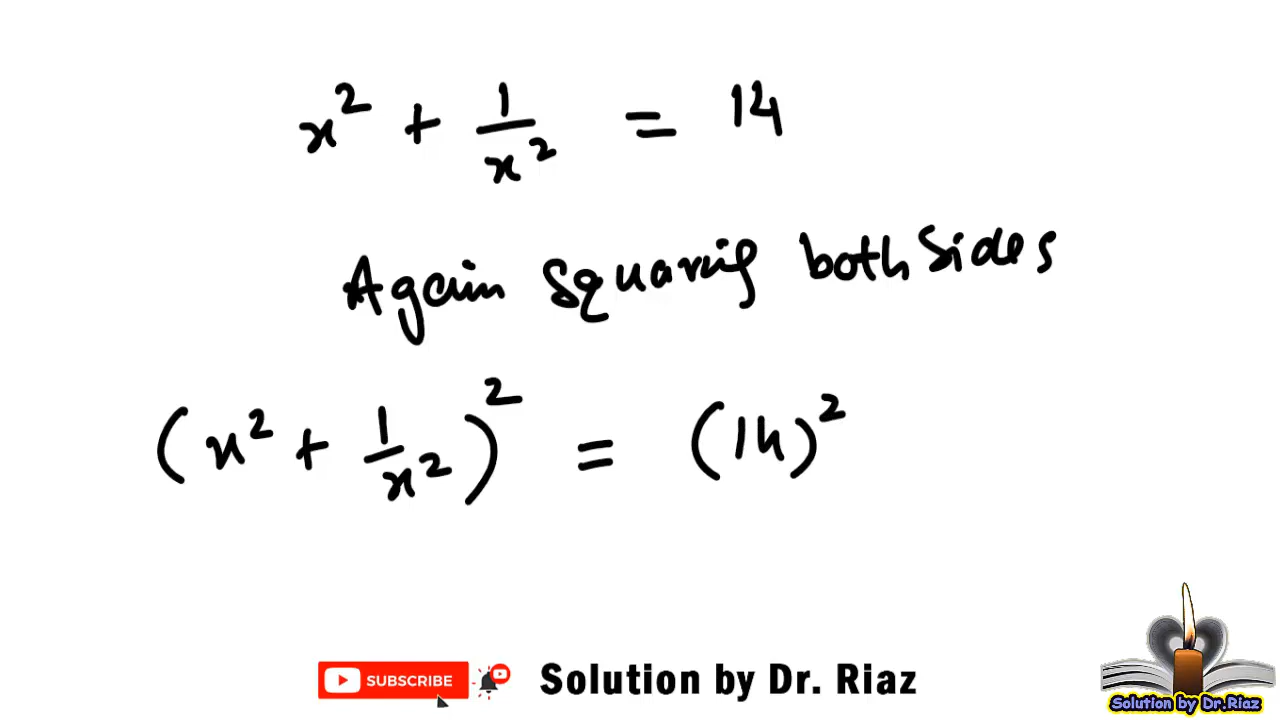 x² + 1/x² = 14
Again squaring both sides
(x² + 1/x²)² = (14)²
SUBSCRIBE
Solution by Dr. Riaz
Solution by Dr.Riaz